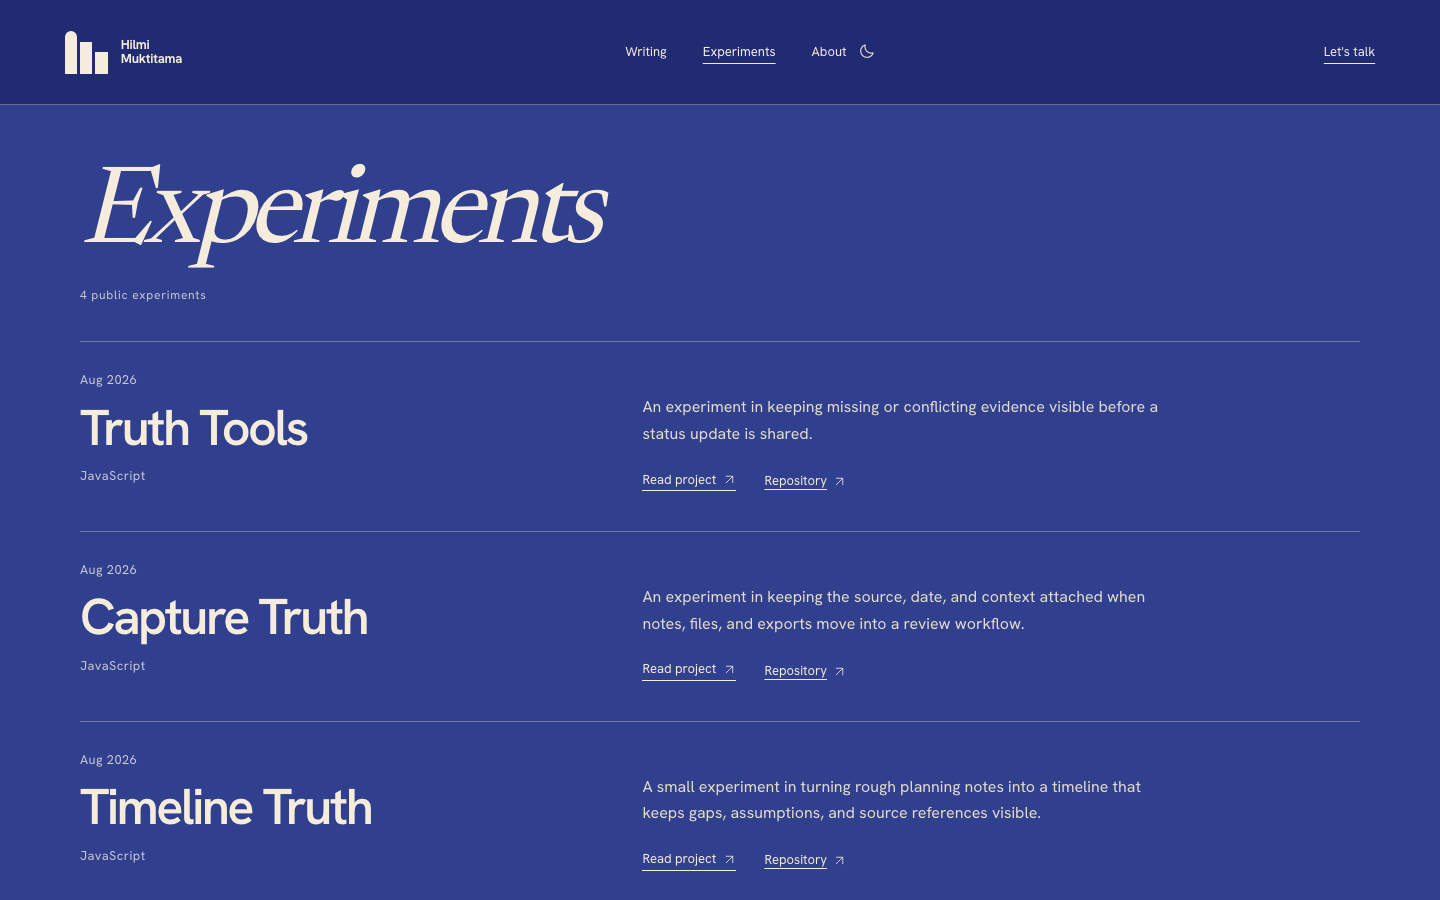 Hilmi
Muktitama
Writing
Experiments
About
Let's talk
Experiments
4 public experiments
Aug 2026
Truth Tools
JavaScript
An experiment in keeping missing or conflicting evidence visible before a
status update is shared.
Read project
Repository
Aug 2026
Capture Truth
JavaScript
An experiment in keeping the source, date, and context attached when
notes, files, and exports move into a review workflow.
Read project
Repository
Aug 2026
Timeline Truth
JavaScript
A small experiment in turning rough planning notes into a timeline that
keeps gaps, assumptions, and source references visible.
Read project
Repository